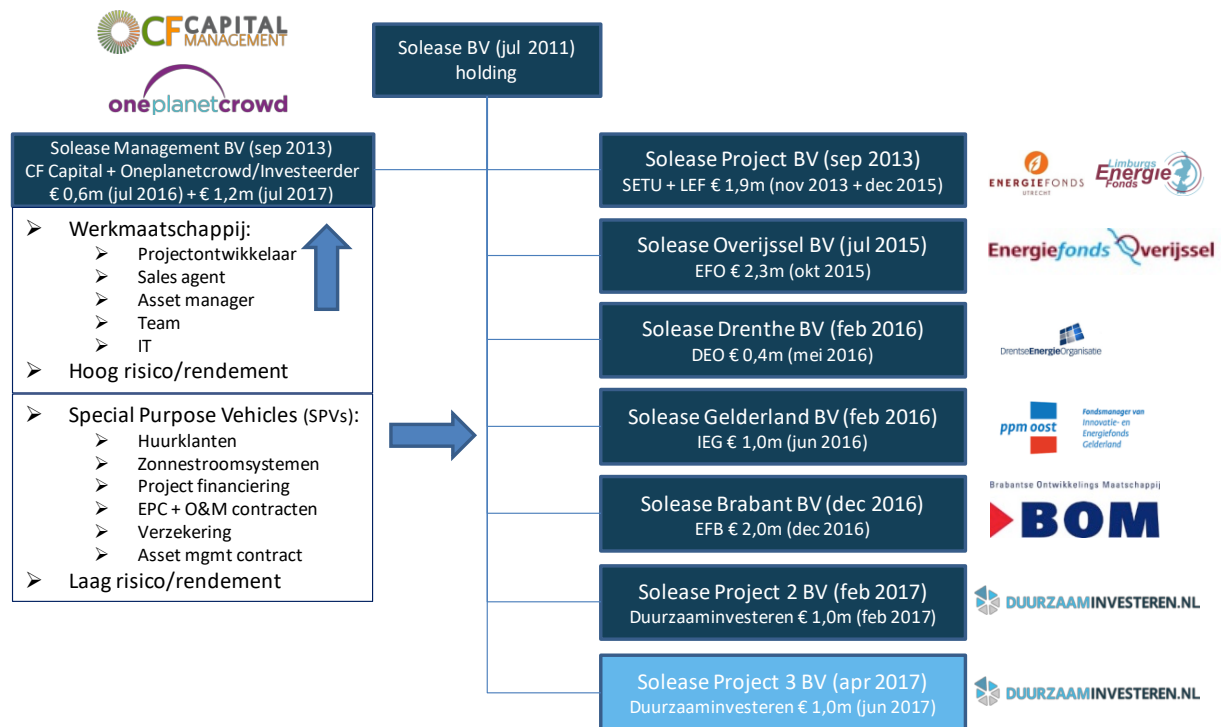 CF CAPITAL
MANAGEMENT
oneplanetcrowd
Solease BV (jul 2011)
holding
Solease Management BV (sep 2013)
CF Capital + Oneplanetcrowd/Investeerder
€ 0,6m (jul 2016) + € 1,2m (jul 2017)
➢ Werkmaatschappij:
➢ Projectontwikkelaar
➢ Sales agent
➢ Asset manager
➢ Team
➢ IT
➢ Hoog risico/rendement
➢ Special Purpose Vehicles (SPVs):
➢ Huurklanten
➢ Zonnestroomsystemen
➢ Project financiering
➢ EPC + O&M contracten
➢ Verzekering
➢ Asset mgmt contract
➢ Laag risico/rendement
Solease Project BV (sep 2013)
SETU + LEF € 1,9m (nov 2013 + dec 2015)
ENERGIEFONDS
UTRECHT
Limburgs
Energie
Fonds
Solease Overijssel BV (jul 2015)
EFO € 2,3m (okt 2015)
Energiefonds Overijssel
Solease Drenthe BV (feb 2016)
DEO € 0,4m (mei 2016)
DrentseEnergieOrganisatie
Solease Gelderland BV (feb 2016)
IEG € 1,0m (jun 2016)
ppm oost
Fondsmanager van
Innovatie- en
Energiefonds
Gelderland
Solease Brabant BV (dec 2016)
EFB € 2,0m (dec 2016)
Brabantse Ontwikkelings Maatschappij
BOM
Solease Project 2 BV (feb 2017)
Duurzaaminvesteren € 1,0m (feb 2017)
DUURZAAMINVESTEREN.NL
Solease Project 3 BV (apr 2017)
Duurzaaminvesteren € 1,0m (jun 2017)
DUURZAAMINVESTEREN.NL